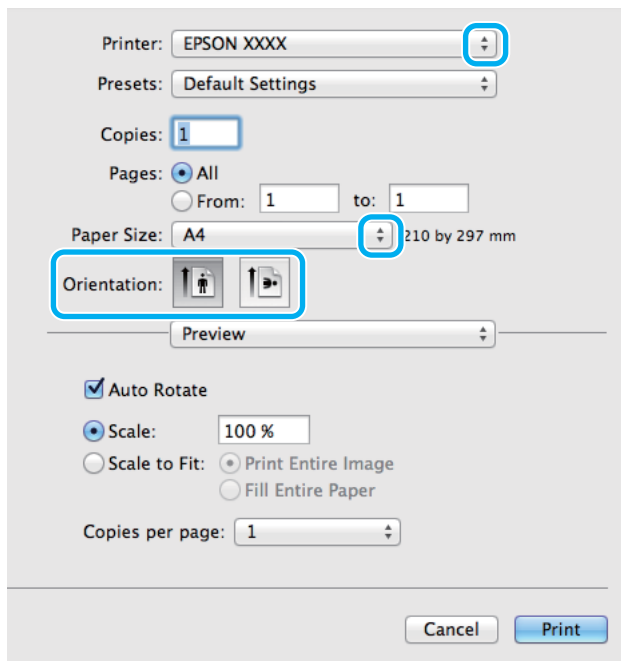 Printer: EPSON XXXX
Presets: Default Settings
Copies: 1
Pages: All
From: 1 to: 1
Paper Size: A4 210 by 297 mm
Orientation:
Preview
Auto Rotate
Scale: 100 %
Scale to Fit: Print Entire Image
Fill Entire Paper
Copies per page: 1
Cancel Print